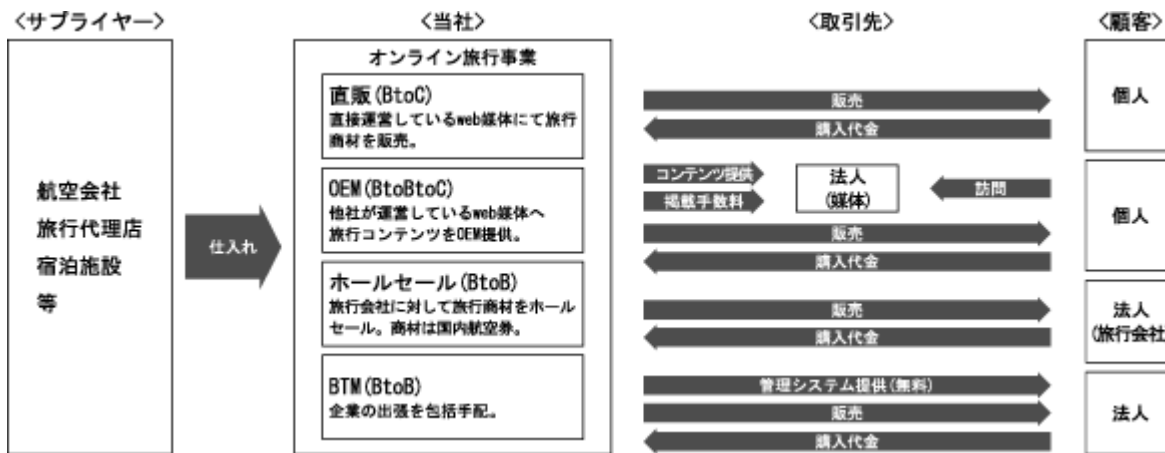 〈サプライヤー〉
〈当社〉
〈取引先〉
〈顧客〉
航空会社
旅行代理店
宿泊施設
等
仕入れ
オンライン旅行事業
直販(BtoC)
直接運営しているweb媒体にて旅行
商材を販売。
販売
購入代金
個人
OEM(BtoBtoC)
他社が運営しているweb媒体へ
旅行コンテンツをOEM提供。
コンテンツ提供
掲載手数料
法人
(媒体)
訪問
販売
購入代金
個人
ホールセール(BtoB)
旅行会社に対して旅行商材をホール
セール。商材は国内航空券。
販売
購入代金
法人
(旅行会社
BTM(BtoB)
企業の出張を包括手配。
管理システム提供(無料)
販売
購入代金
法人